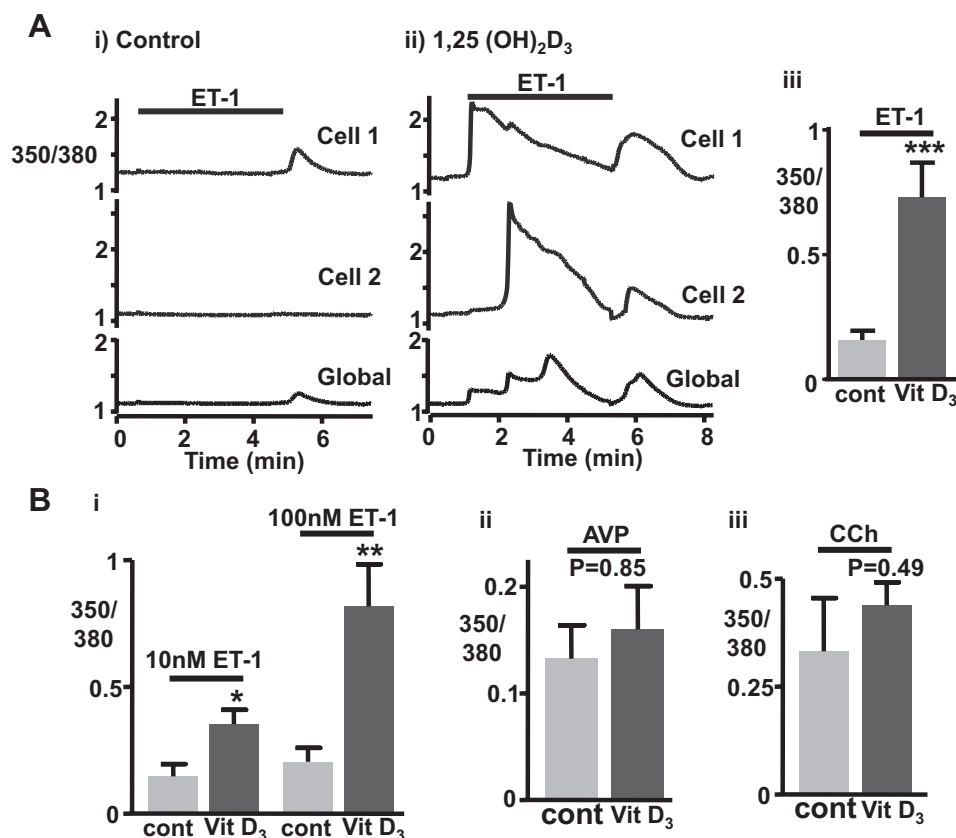 A
i) Control
ET-1
2
350/380
1
Cell 1
2
1
Cell 2
2
1
Global
0 2 4 6
Time (min)
ii) 1,25 (OH)₂D₃
ET-1
2
1
Cell 1
2
1
Cell 2
2
1
Global
0 2 4 6 8
Time (min)
iii
ET-1
1
***
350/
380
0.5
0
cont Vit D₃
B
i
100nM ET-1
1
**
350/
380
10nM ET-1
0.5
*
0
cont Vit D₃ cont Vit D₃
ii
AVP
P=0.85
0.2
350/
380
0.1
0
cont Vit D₃
iii
CCh
P=0.49
0.5
350/
380
0.25
0
cont Vit D₃